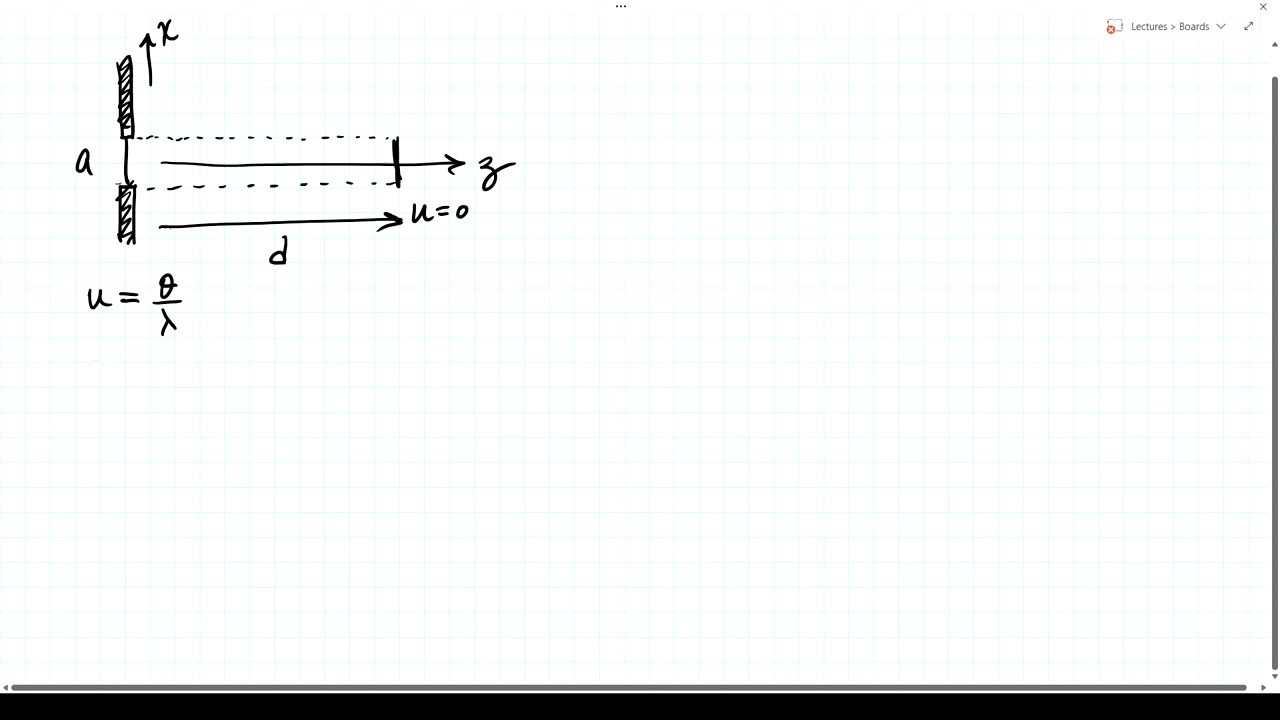 Lectures > Boards
x
a
z
u = 0
d
u = θ/λ